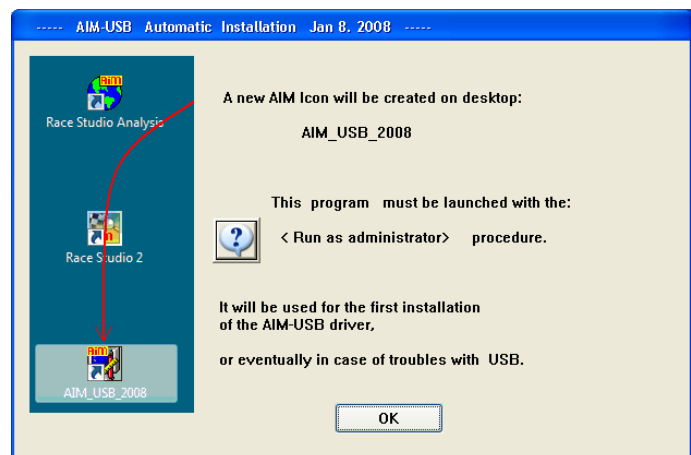 ----- AIM-USB Automatic Installation Jan 8. 2008 -----
AiM
Race Studio Analysis
A new AIM Icon will be created on desktop:
AIM_USB_2008
This program must be launched with the:
Race Studio 2
?
< Run as administrator> procedure.
It will be used for the first installation
of the AIM-USB driver,
or eventually in case of troubles with USB.
AiM
AIM_USB_2008
OK